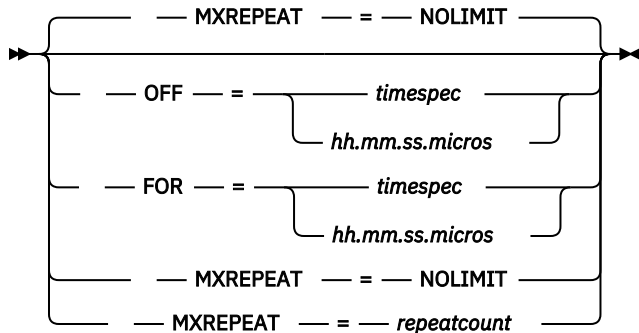 MXREPEAT = NOLIMIT
OFF = timespec
hh.mm.ss.micros
FOR = timespec
hh.mm.ss.micros
MXREPEAT = NOLIMIT
MXREPEAT = repeatcount